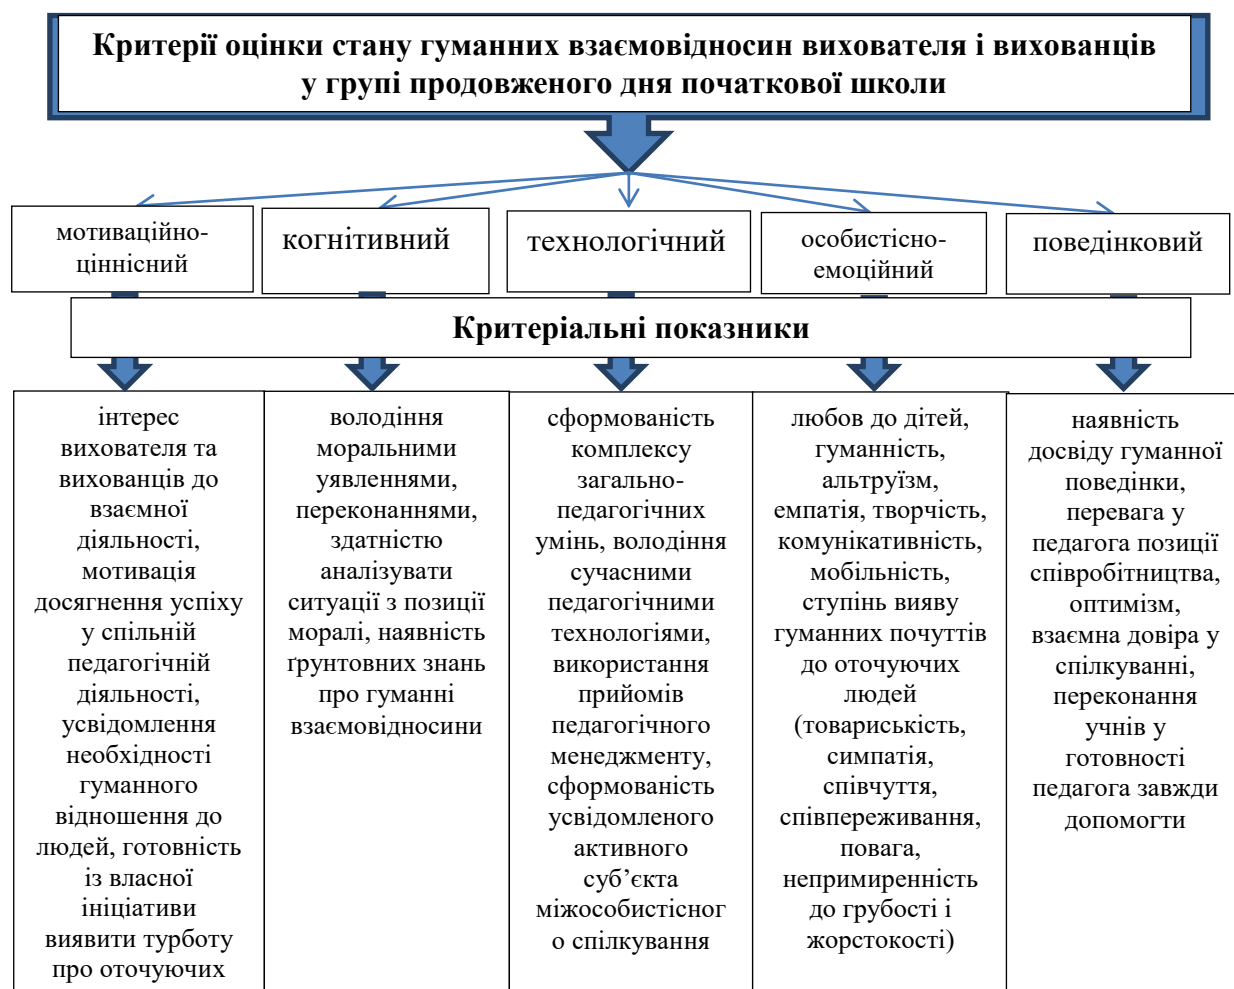 Критерії оцінки стану гуманних взаємовідносин вихователя і вихованців
у групі продовженого дня початкової школи
мотиваційно-
ціннісний
когнітивний
технологічний
особистісно-
емоційний
поведінковий
Критеріальні показники
інтерес
вихователя та
вихованців до
взаємної
діяльності,
мотивація
досягнення успіху
у спільній
педагогічній
діяльності,
усвідомлення
необхідності
гуманного
відношення до
людей, готовність
із власної
ініціативи
виявити турботу
про оточуючих
володіння
моральними
уявленнями,
переконаннями,
здатністю
аналізувати
ситуації з позиції
моралі, наявність
ґрунтовних знань
про гуманні
взаємовідносини
сформованість
комплексу
загально-
педагогічних
умінь, володіння
сучасними
педагогічними
технологіями,
використання
прийомів
педагогічного
менеджменту,
сформованість
усвідомленого
активного
суб’єкта
міжособистісног
о спілкування
любов до дітей,
гуманність,
альтруїзм,
емпатія, творчість,
комунікативність,
мобільність,
ступінь вияву
гуманних почуттів
до оточуючих
людей
(товариськість,
симпатія,
співчуття,
співпереживання,
повага,
непримиренність
до грубості і
жорстокості)
наявність
досвіду гуманної
поведінки,
перевага у
педагога позиції
співробітництва,
оптимізм,
взаємна довіра у
спілкуванні,
переконання
учнів у
готовності
педагога завжди
допомогти